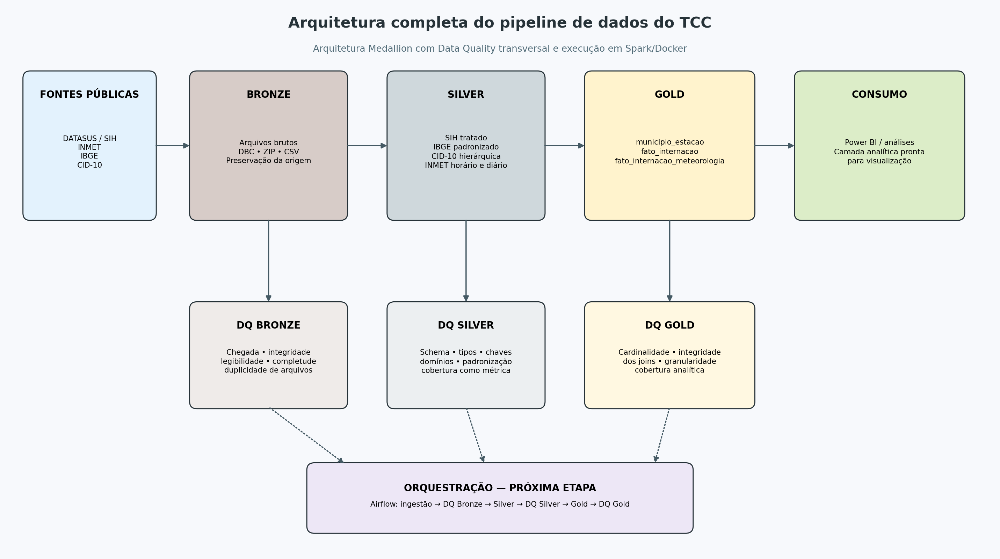 Arquitetura completa do pipeline de dados do TCC
Arquitetura Medallion com Data Quality transversal e execução em Spark/Docker
FONTES PÚBLICAS
DATASUS / SIH
INMET
IBGE
CID-10
BRONZE
Arquivos brutos
DBC • ZIP • CSV
Preservação da origem
SILVER
SIH tratado
IBGE padronizado
CID-10 hierárquica
INMET horário e diário
GOLD
municipio_estacao
fato_internacao
fato_internacao_meteorologia
CONSUMO
Power BI / análises
Camada analítica pronta
para visualização
DQ BRONZE
Chegada • integridade
legibilidade • completude
duplicidade de arquivos
DQ SILVER
Schema • tipos • chaves
domínios • padronização
cobertura como métrica
DQ GOLD
Cardinalidade • integridade
dos joins • granularidade
cobertura analítica
ORQUESTRAÇÃO — PRÓXIMA ETAPA
Airflow: ingestão → DQ Bronze → Silver → DQ Silver → Gold → DQ Gold